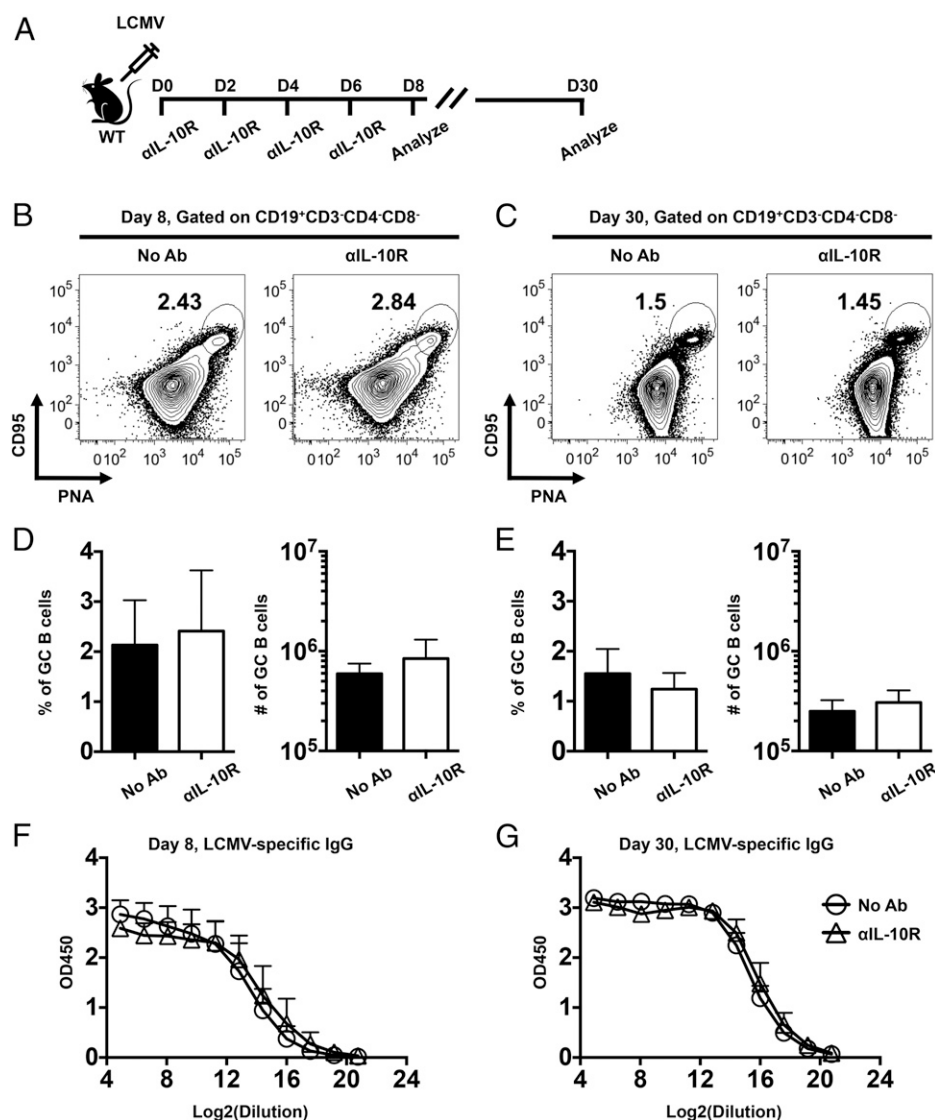 A
LCMV
WT
D0 D2 D4 D6 D8 D30
αIL-10R αIL-10R αIL-10R αIL-10R Analyze Analyze
B
Day 8, Gated on CD19⁺CD3⁻CD4⁻CD8⁻
No Ab αIL-10R
2.43 2.84
10⁵ 10⁵
10⁴ 10⁴
10³ 10³
10² 10²
0 0
0 10² 10³ 10⁴ 10⁵ 0 10² 10³ 10⁴ 10⁵
CD95
PNA
C
Day 30, Gated on CD19⁺CD3⁻CD4⁻CD8⁻
No Ab αIL-10R
1.5 1.45
10⁵ 10⁵
10⁴ 10⁴
10³ 10³
10² 10²
0 0
0 10² 10³ 10⁴ 10⁵ 0 10² 10³ 10⁴ 10⁵
CD95
PNA
D
% of GC B cells
4
3
2
1
0
No Ab αIL-10R
# of GC B cells
10⁷
10⁶
10⁵
No Ab αIL-10R
E
% of GC B cells
4
3
2
1
0
No Ab αIL-10R
# of GC B cells
10⁷
10⁶
10⁵
No Ab αIL-10R
F
Day 8, LCMV-specific IgG
OD450
4
3
2
1
0
4 8 12 16 20 24
Log2(Dilution)
G
Day 30, LCMV-specific IgG
OD450
4
3
2
1
0
4 8 12 16 20 24
Log2(Dilution)
No Ab
αIL-10R